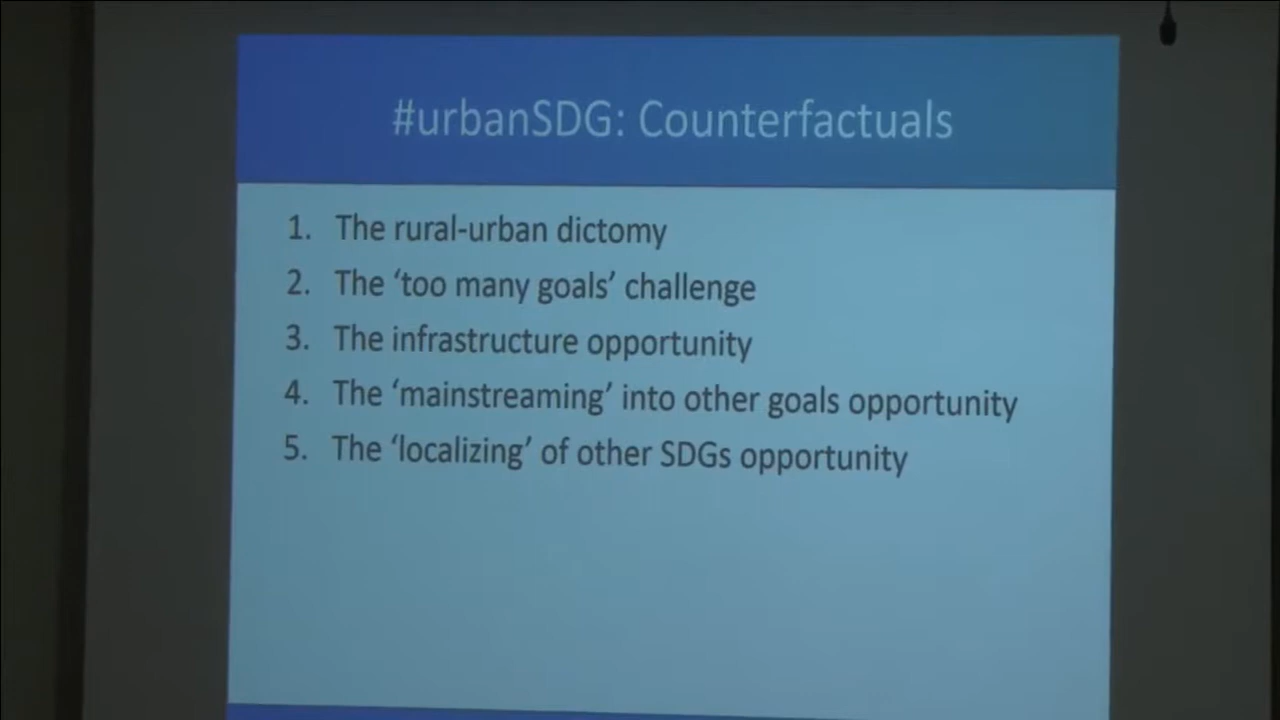 #urbanSDG: Counterfactuals
1. The rural-urban dictomy
2. The ‘too many goals’ challenge
3. The infrastructure opportunity
4. The ‘mainstreaming’ into other goals opportunity
5. The ‘localizing’ of other SDGs opportunity